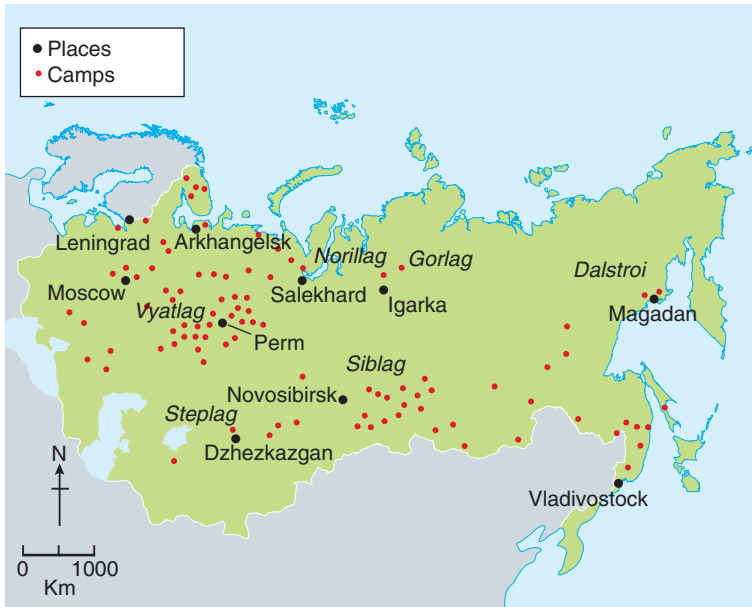 Places
Camps
Leningrad
Arkhangelsk
Norillag
Gorlag
Dalstroi
Moscow
Salekhard
Igarka
Magadan
Vyatlag
Perm
Siblag
Novosibirsk
Steplag
Dzhezkazgan
N
Vladivostock
0 1000
Km